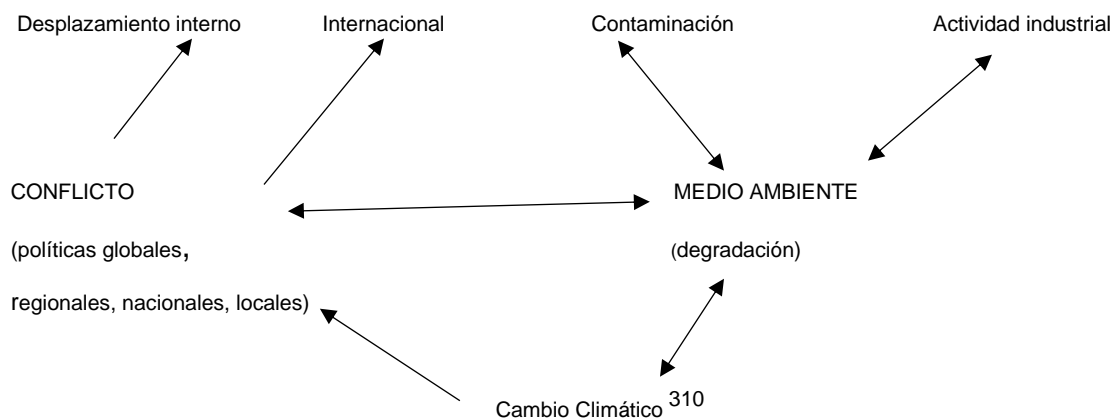 Desplazamiento interno Internacional Contaminación Actividad industrial
CONFLICTO MEDIO AMBIENTE
(políticas globales, (degradación)
regionales, nacionales, locales)
Cambio Climático 310